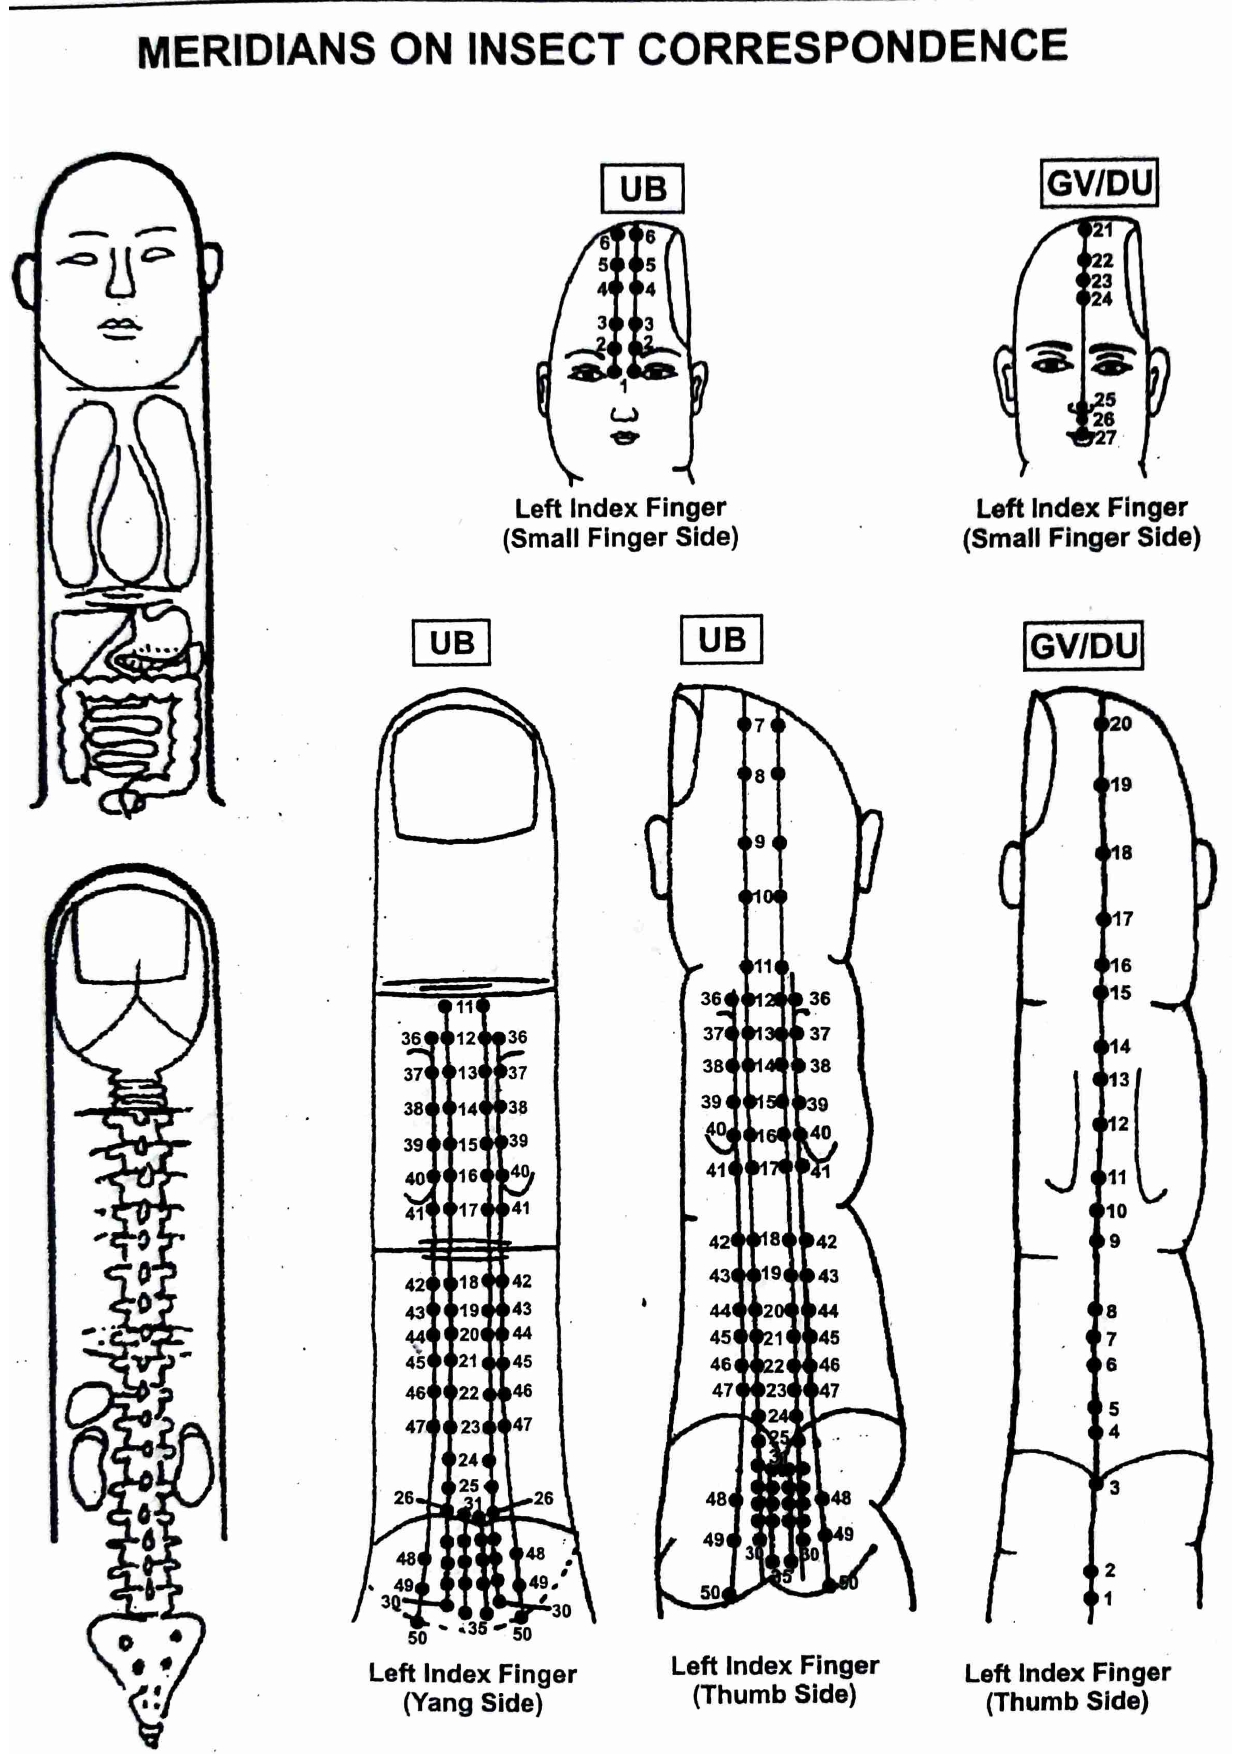 MERIDIANS ON INSECT CORRESPONDENCE
UB
6 6
5 5
4 4
3 3
2 2
1
Left Index Finger
(Small Finger Side)
GV/DU
21
22
23
24
25
26
27
Left Index Finger
(Small Finger Side)
UB
11
36 12 36
37 13 37
38 14 38
39 15 39
40 16 40
41 17 41
42 18 42
43 19 43
44 20 44
45 21 45
46 22 46
47 23 47
24
25
26 31 26
48 48
49 49
30 30
50 35 50
Left Index Finger
(Yang Side)
UB
7
8
9
10
11
36 12 36
37 13 37
38 14 38
39 15 39
40 16 40
41 17 41
42 18 42
43 19 43
44 20 44
45 21 45
46 22 46
47 23 47
24
25
48 48
49 49
30 30
35
50 50
Left Index Finger
(Thumb Side)
GV/DU
20
19
18
17
16
15
14
13
12
11
10
9
8
7
6
5
4
3
2
1
Left Index Finger
(Thumb Side)